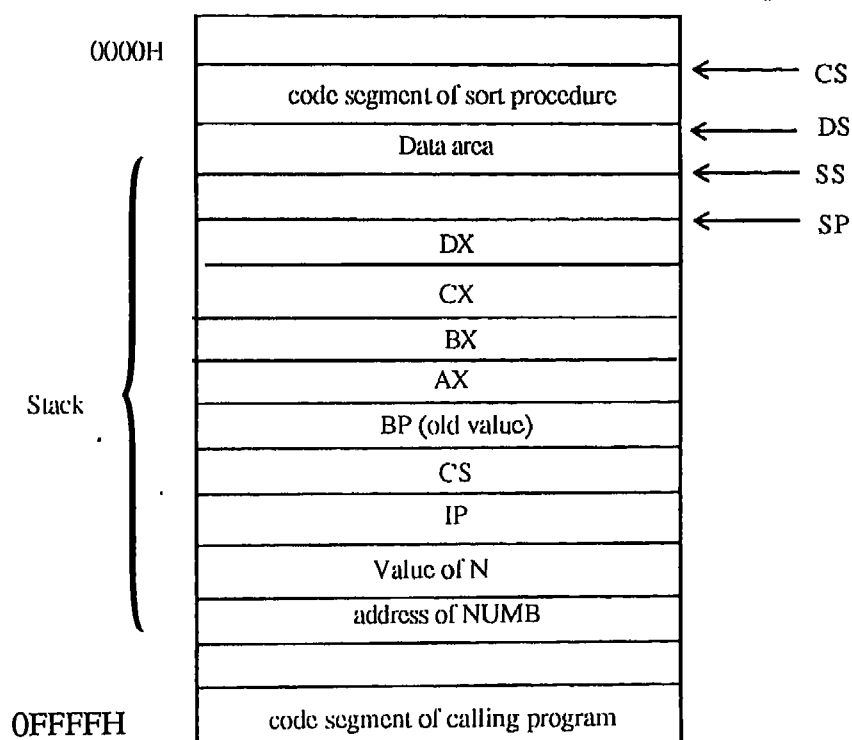 0000H
CS
code segment of sort procedure
DS
Data area
SS
SP
DX
CX
BX
AX
Stack
BP (old value)
CS
IP
Value of N
address of NUMB
0FFFFH
code segment of calling program